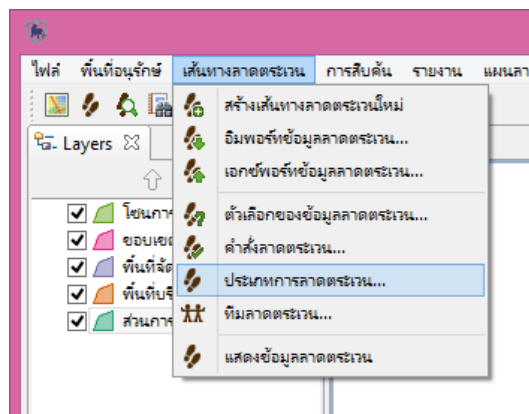 ไฟล์ พื้นที่อนุรักษ์ เส้นทางลาดตระเวน การสืบค้น รายงาน
สร้างเส้นทางลาดตระเวนใหม่
อิมพอร์ทข้อมูลลาดตระเวน...
Layers
เอกซ์พอร์ทข้อมูลลาดตระเวน...
ตัวเลือกของข้อมูลลาดตระเวน...
คำสั่งลาดตระเวน...
ประเภทการลาดตระเวน...
ทีมลาดตระเวน...
แสดงข้อมูลลาดตระเวน